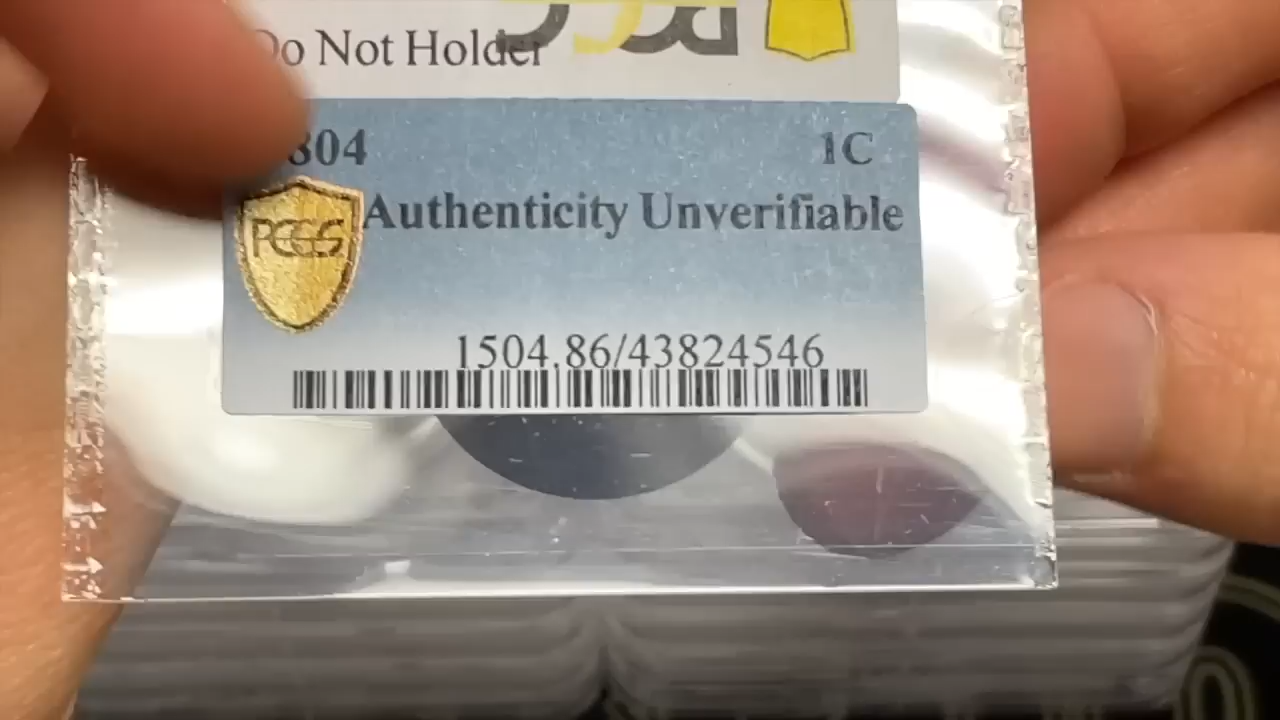 Do Not Holder
804 1C
PCGS
Authenticity Unverifiable
1504.86/43824546